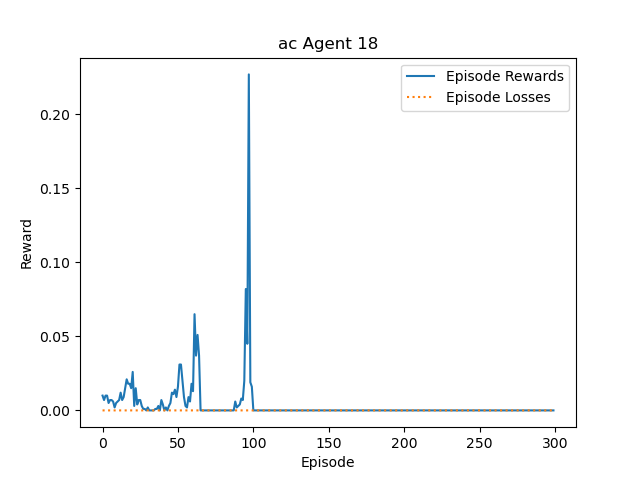 ac Agent 18
Episode Rewards
Episode Losses
Reward
0.20
0.15
0.10
0.05
0.00
0 50 100 150 200 250 300
Episode